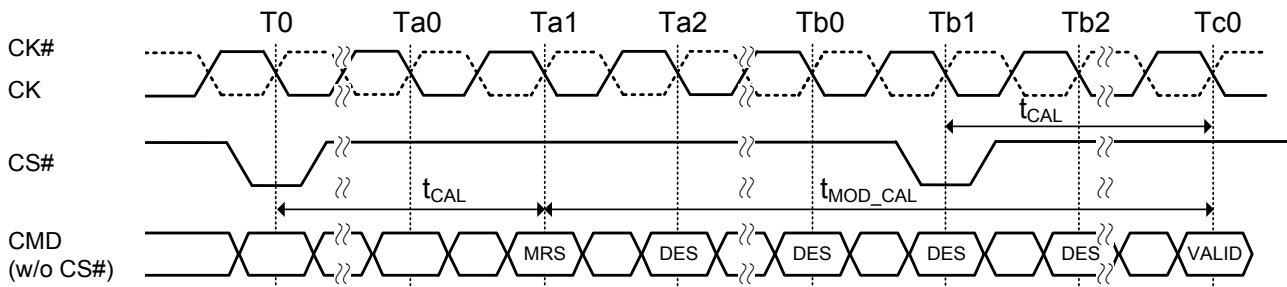 T0 Ta0 Ta1 Ta2 Tb0 Tb1 Tb2 Tc0
CK#
CK
tCAL
CS#
tCAL tMOD_CAL
CMD
(w/o CS#)
MRS DES DES DES DES VALID